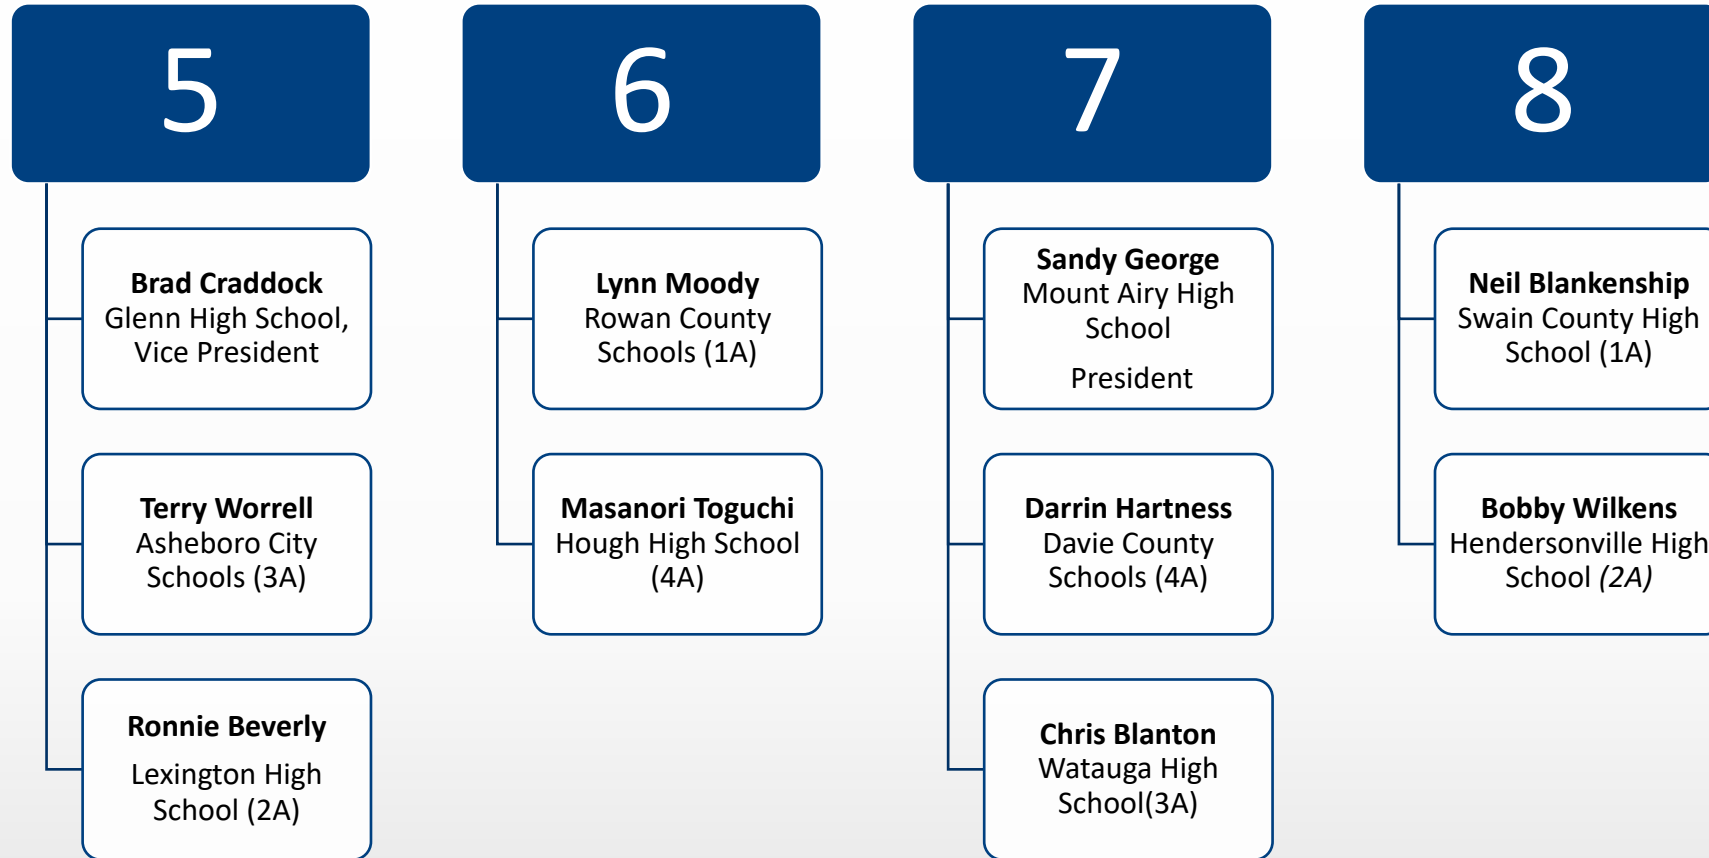 5
Brad Craddock
Glenn High School,
Vice President
Terry Worrell
Asheboro City
Schools (3A)
Ronnie Beverly
Lexington High
School (2A)
6
Lynn Moody
Rowan County
Schools (1A)
Masanori Toguchi
Hough High School
(4A)
7
Sandy George
Mount Airy High
School
President
Darrin Hartness
Davie County
Schools (4A)
Chris Blanton
Watauga High
School(3A)
8
Neil Blankenship
Swain County High
School (1A)
Bobby Wilkens
Hendersonville High
School (2A)